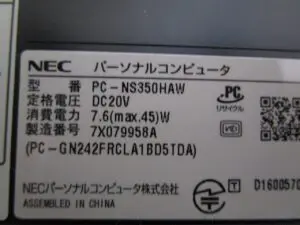 NEC パーソナルコンピュータ
型 番 PC-NS350HAW
定格電圧 DC20V
消費電力 7.6(max.45)W
製造番号 7X079958A
(PC-GN242FRCLA1BD5TDA)
PC
リサイクル
NECパーソナルコンピュータ株式会社
ASSEMBLED IN CHINA
D1600570